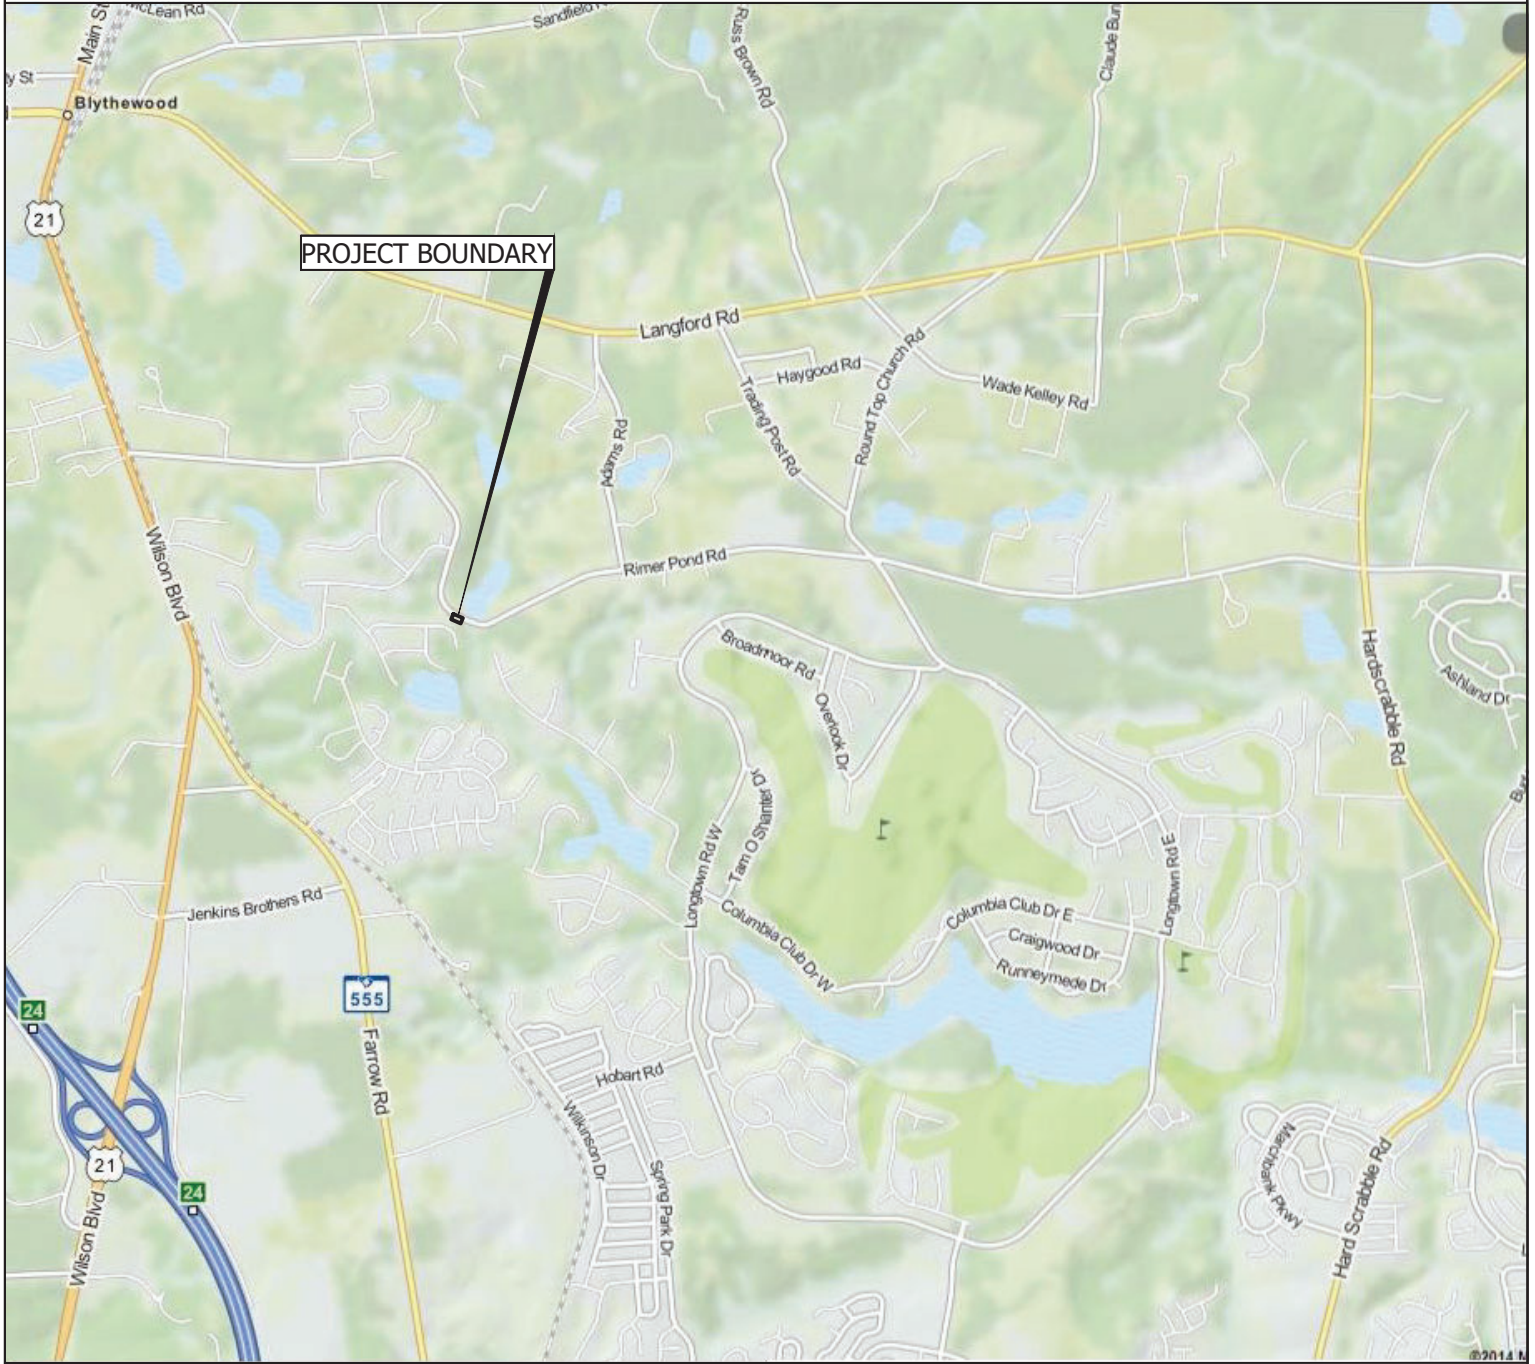 McLean Rd
Sandfield
Main St
Russ Brown Rd
Claude Bun
y St
Blythewood
21
PROJECT BOUNDARY
Langford Rd
Haygood Rd
Round Top Church Rd
Wade Kelley Rd
Trading Post Rd
Adams Rd
Wilson Blvd
Rimer Pond Rd
Broadmoor Rd
Overlook Dr
Hardscrabble Rd
Ashland Dr
Tam O Shanter Dr
Longtown Rd W
Longtown Rd E
Jenkins Brothers Rd
Columbia Club Dr W
Columbia Club Dr E
Craigwood Dr
Runneymede Dr
555
24
Farrow Rd
Hobart Rd
Wilkinson Dr
21
24
Spring Park Dr
Marchbank Pkwy
Hard Scrabble Rd
Wilson Blvd
©2014 M